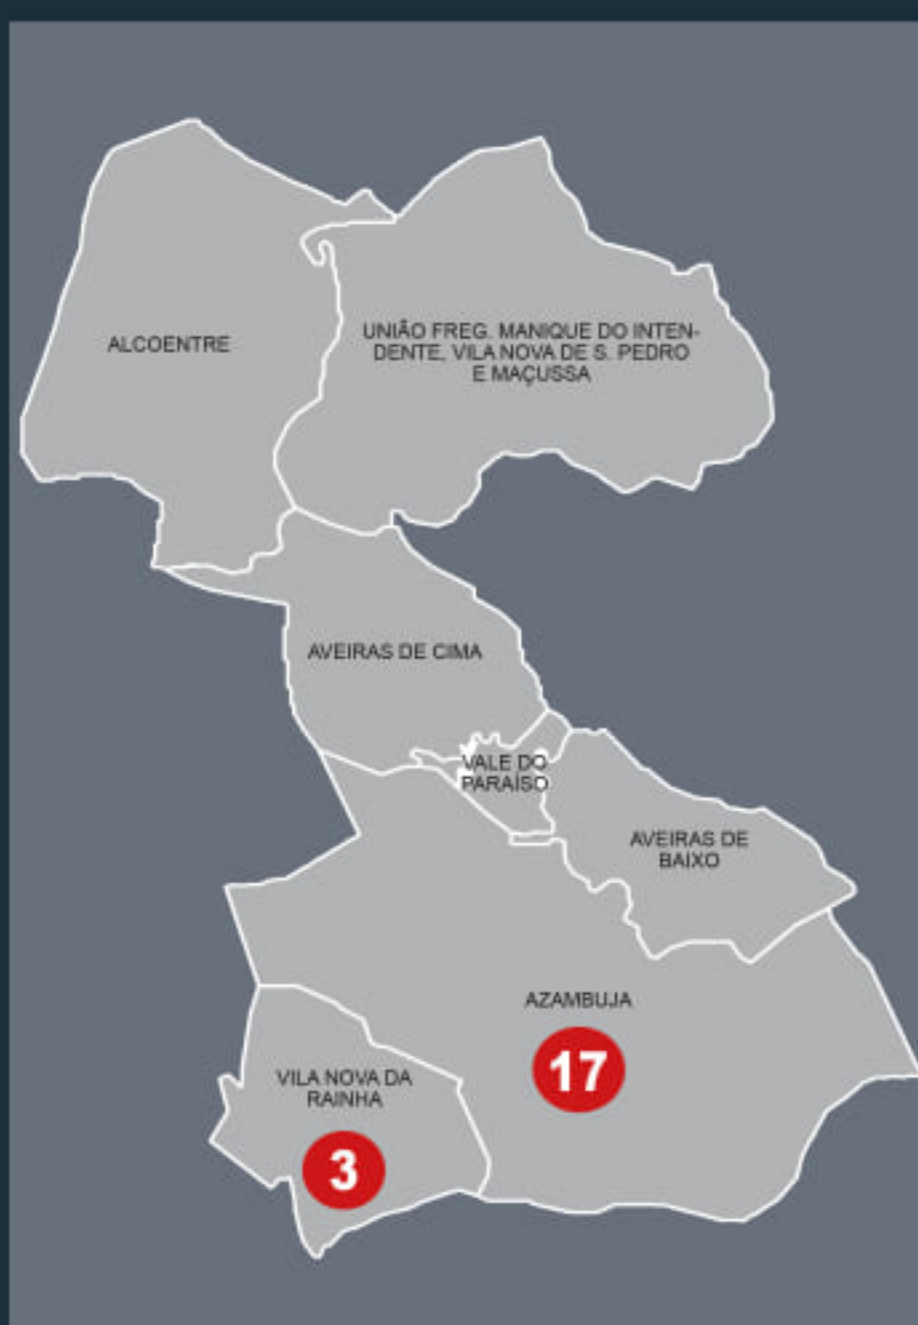 ALCOENTRE
UNIÃO FREG. MANIQUE DO INTEN-
DENTE, VILA NOVA DE S. PEDRO
E MAÇUSSA
AVEIRAS DE CIMA
VALE DO
PARAÍSO
AVEIRAS DE
BAIXO
AZAMBUJA
17
VILA NOVA DA
RAINHA
3